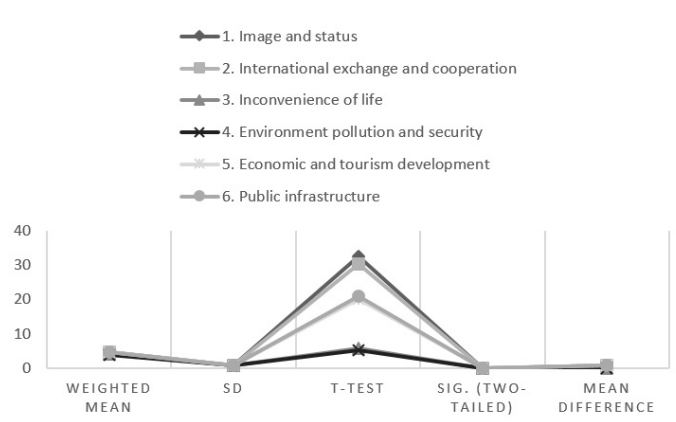 1. Image and status
2. International exchange and cooperation
3. Inconvenience of life
4. Environment pollution and security
5. Economic and tourism development
6. Public infrastructure
40
30
20
10
0
WEIGHTED MEAN
SD
T-TEST
SIG. (TWO-TAILED)
MEAN DIFFERENCE